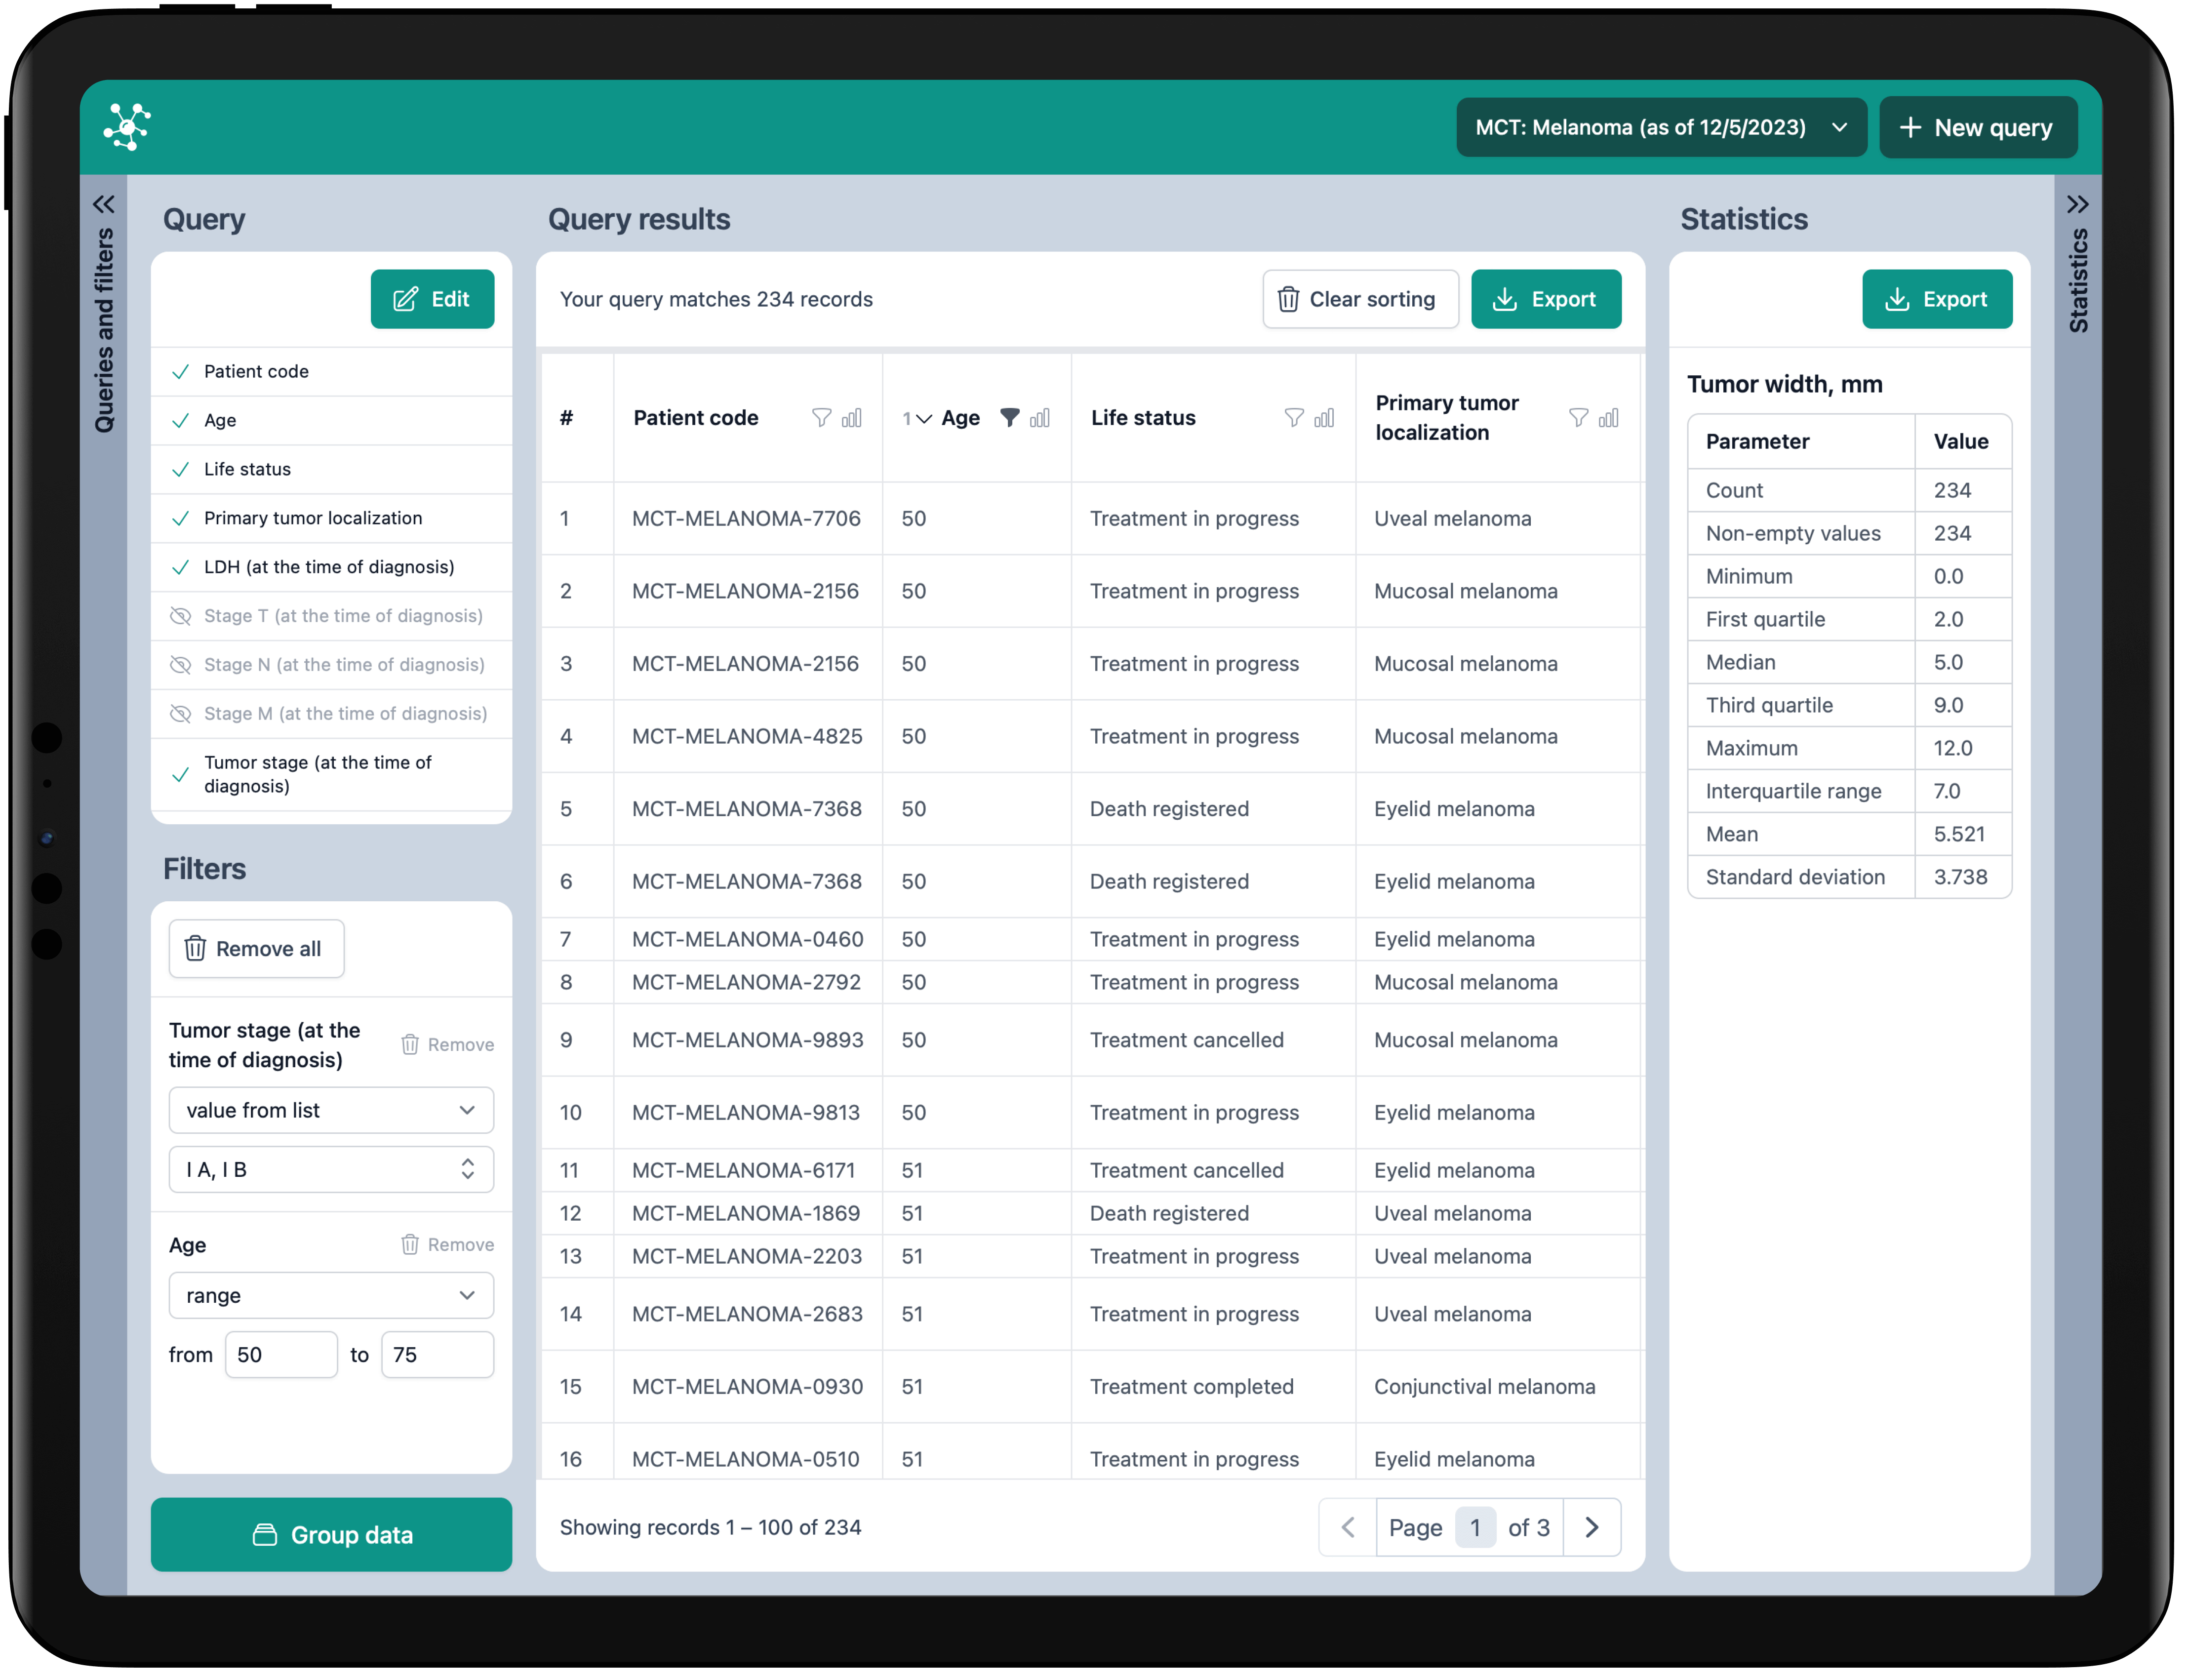 MCT: Melanoma (as of 12/5/2023)
New query
Queries and filters
Query
Edit
Patient code
Age
Life status
Primary tumor localization
LDH (at the time of diagnosis)
Stage T (at the time of diagnosis)
Stage N (at the time of diagnosis)
Stage M (at the time of diagnosis)
Tumor stage (at the time of
diagnosis)
Filters
Remove all
Tumor stage (at the
time of diagnosis)
Remove
value from list
I A, I B
Age
Remove
range
from 50 to 75
Group data
Query results
Your query matches 234 records
Clear sorting
Export
# Patient code 1 Age Life status Primary tumor
localization
1 MCT-MELANOMA-7706 50 Treatment in progress Uveal melanoma
2 MCT-MELANOMA-2156 50 Treatment in progress Mucosal melanoma
3 MCT-MELANOMA-2156 50 Treatment in progress Mucosal melanoma
4 MCT-MELANOMA-4825 50 Treatment in progress Mucosal melanoma
5 MCT-MELANOMA-7368 50 Death registered Eyelid melanoma
6 MCT-MELANOMA-7368 50 Death registered Eyelid melanoma
7 MCT-MELANOMA-0460 50 Treatment in progress Eyelid melanoma
8 MCT-MELANOMA-2792 50 Treatment in progress Mucosal melanoma
9 MCT-MELANOMA-9893 50 Treatment cancelled Mucosal melanoma
10 MCT-MELANOMA-9813 50 Treatment in progress Eyelid melanoma
11 MCT-MELANOMA-6171 51 Treatment cancelled Eyelid melanoma
12 MCT-MELANOMA-1869 51 Death registered Uveal melanoma
13 MCT-MELANOMA-2203 51 Treatment in progress Uveal melanoma
14 MCT-MELANOMA-2683 51 Treatment in progress Uveal melanoma
15 MCT-MELANOMA-0930 51 Treatment completed Conjunctival melanoma
16 MCT-MELANOMA-0510 51 Treatment in progress Eyelid melanoma
Showing records 1 – 100 of 234
Page 1 of 3
Statistics
Export
Tumor width, mm
Parameter Value
Count 234
Non-empty values 234
Minimum 0.0
First quartile 2.0
Median 5.0
Third quartile 9.0
Maximum 12.0
Interquartile range 7.0
Mean 5.521
Standard deviation 3.738
Statistics